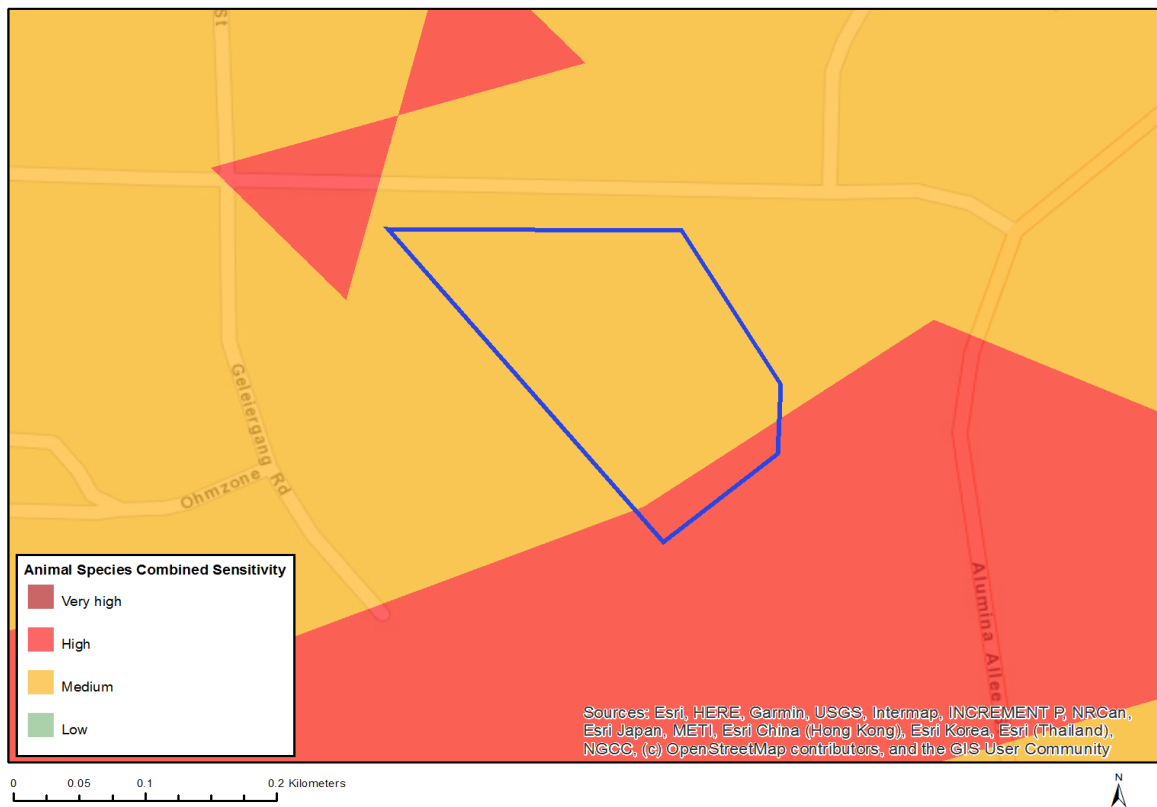 St
Geleiergang Rd
Ohmzone
Alumina Allee
Animal Species Combined Sensitivity
Very high
High
Medium
Low
Sources: Esri, HERE, Garmin, USGS, Intermap, INCREMENT P, NRCan,
Esri Japan, METI, Esri China (Hong Kong), Esri Korea, Esri (Thailand),
NGCC, (c) OpenStreetMap contributors, and the GIS User Community
0 0.05 0.1 0.2 Kilometers
N